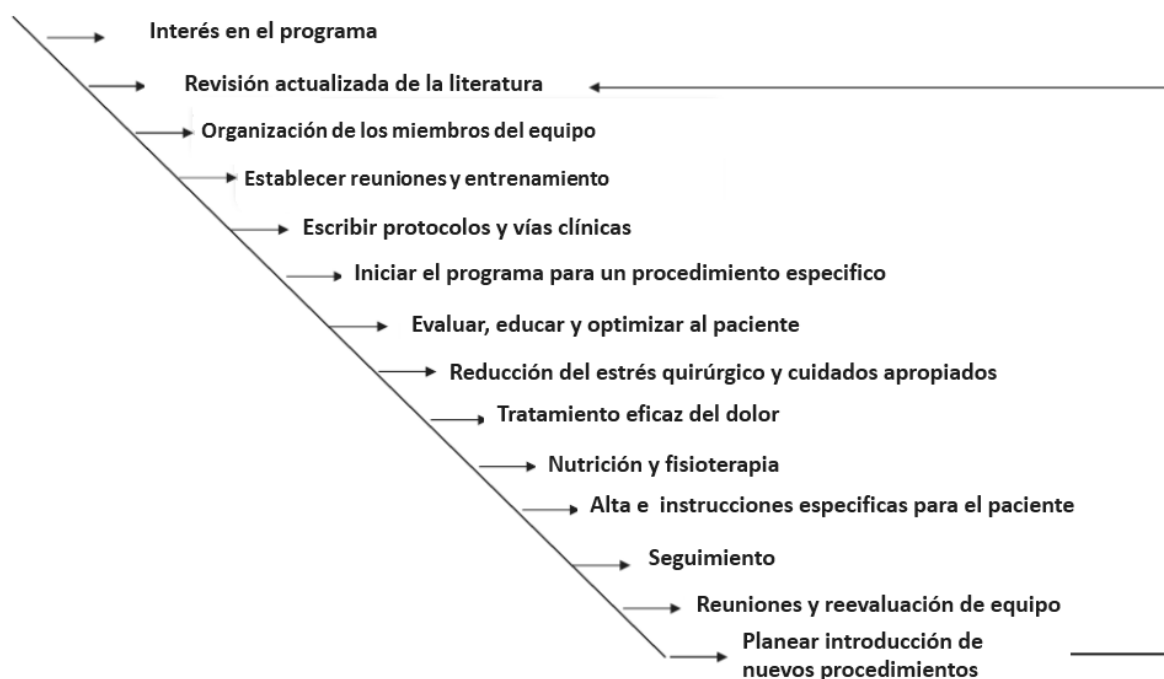 Interés en el programa
Revisión actualizada de la literatura
Organización de los miembros del equipo
Establecer reuniones y entrenamiento
Escribir protocolos y vías clínicas
Iniciar el programa para un procedimiento especifico
Evaluar, educar y optimizar al paciente
Reducción del estrés quirúrgico y cuidados apropiados
Tratamiento eficaz del dolor
Nutrición y fisioterapia
Alta e instrucciones especificas para el paciente
Seguimiento
Reuniones y reevaluación de equipo
Planear introducción de
nuevos procedimientos